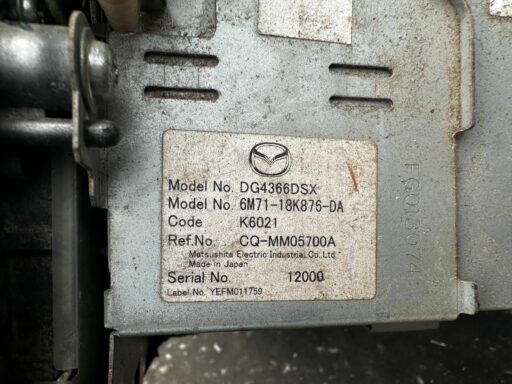 Model No. DG4366DSX
Model No. 6M71-18K876-DA
Code K6021
Ref.No. CQ-MM05700A
Matsushita Electric Industrial Co.,Ltd.
Made in Japan
Serial No. 12000
Label No. YEFM011759